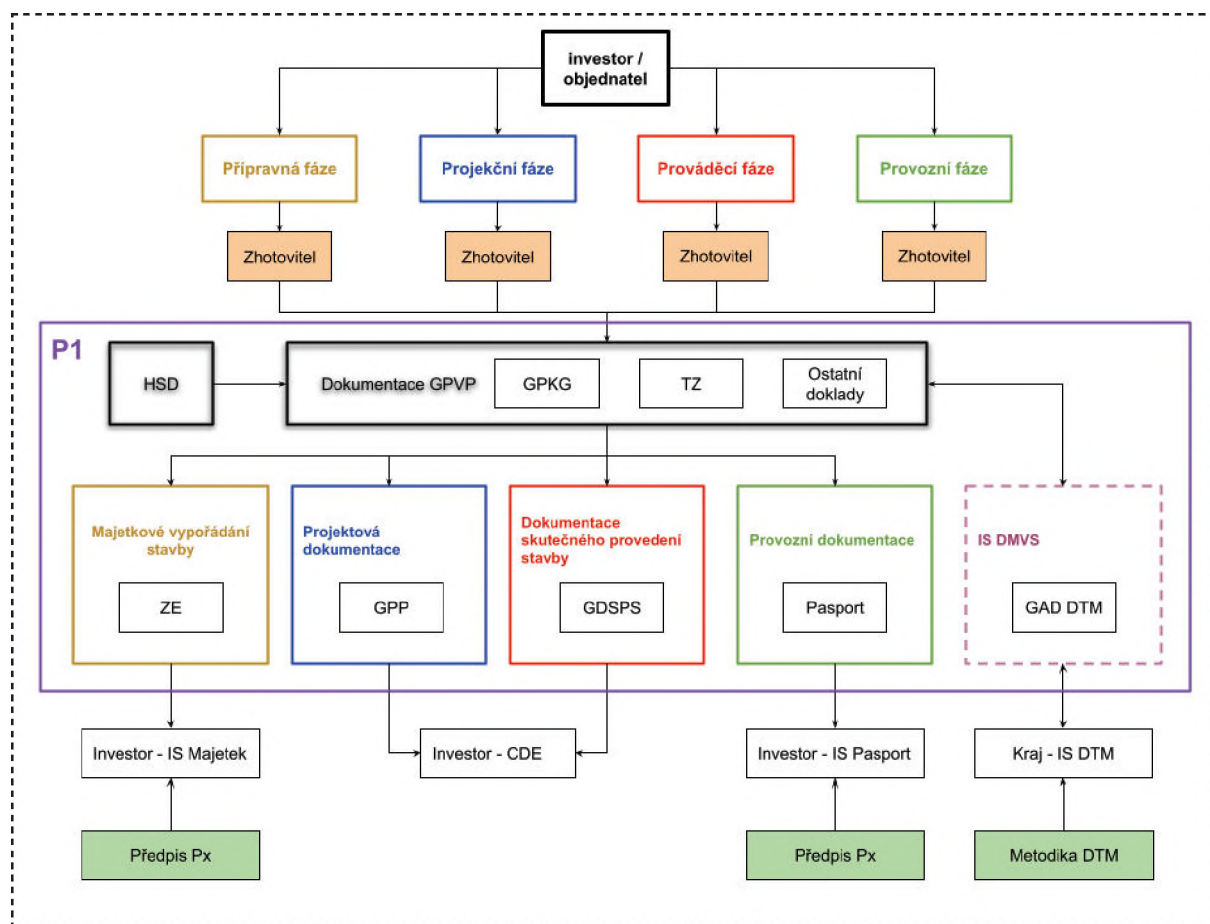 investor /
objednatel
Přípravná fáze
Projekční fáze
Prováděcí fáze
Provozní fáze
Zhotovitel
Zhotovitel
Zhotovitel
Zhotovitel
P1
HSD
Dokumentace GPVP
GPKG
TZ
Ostatní
doklady
Majetkové vypořádání
stavby
ZE
Projektová
dokumentace
GPP
Dokumentace
skutečného provedení
stavby
GDSPS
Provozní dokumentace
Pasport
IS DMVS
GAD DTM
Investor - IS Majetek
Investor - CDE
Investor - IS Pasport
Kraj - IS DTM
Předpis Px
Předpis Px
Metodika DTM